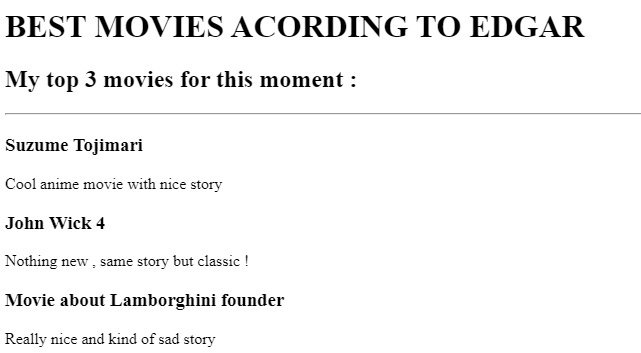 BEST MOVIES ACORDING TO EDGAR
My top 3 movies for this moment :
Suzume Tojimari
Cool anime movie with nice story
John Wick 4
Nothing new , same story but classic !
Movie about Lamborghini founder
Really nice and kind of sad story